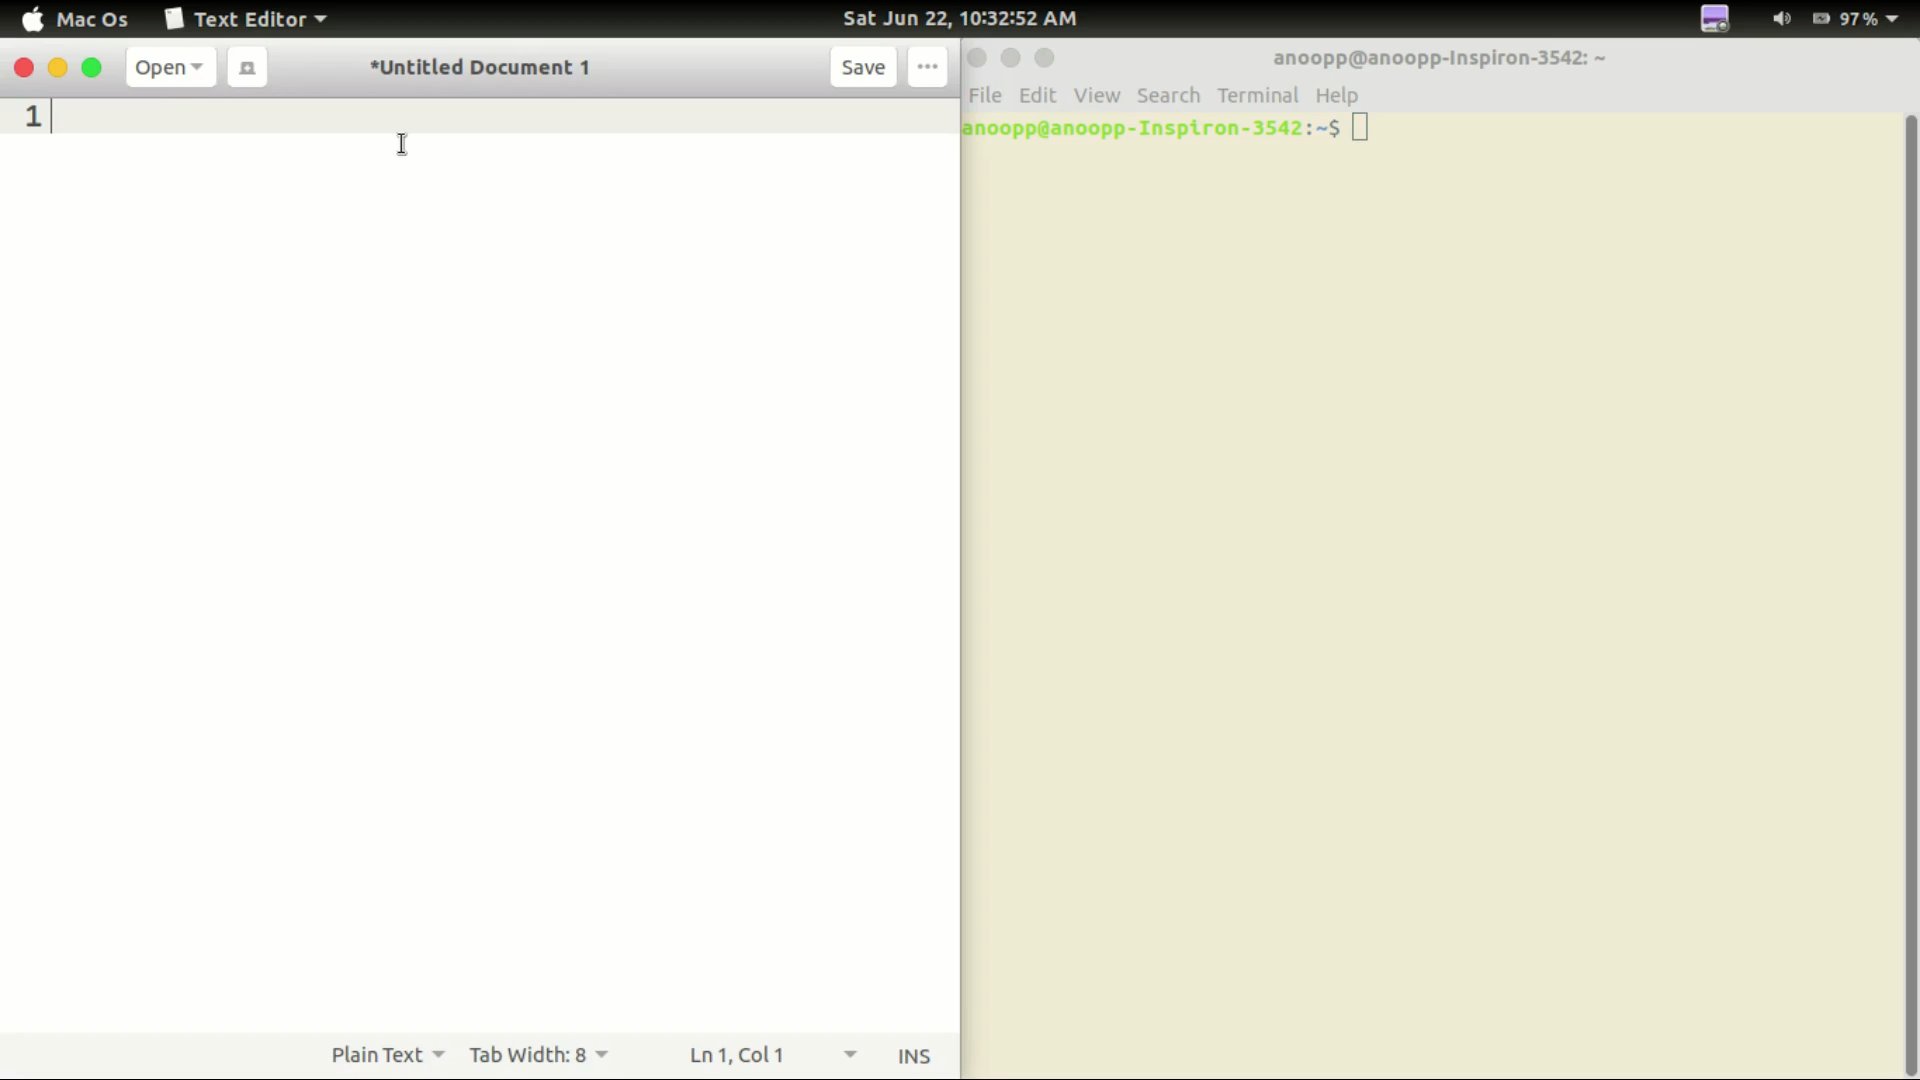 Mac Os Text Editor Sat Jun 22, 10:32:52 AM 97 %
Open *Untitled Document 1 Save
1
Plain Text Tab Width: 8 Ln 1, Col 1 INS
anoopp@anoopp-Inspiron-3542: ~
File Edit View Search Terminal Help
anoopp@anoopp-Inspiron-3542:~$